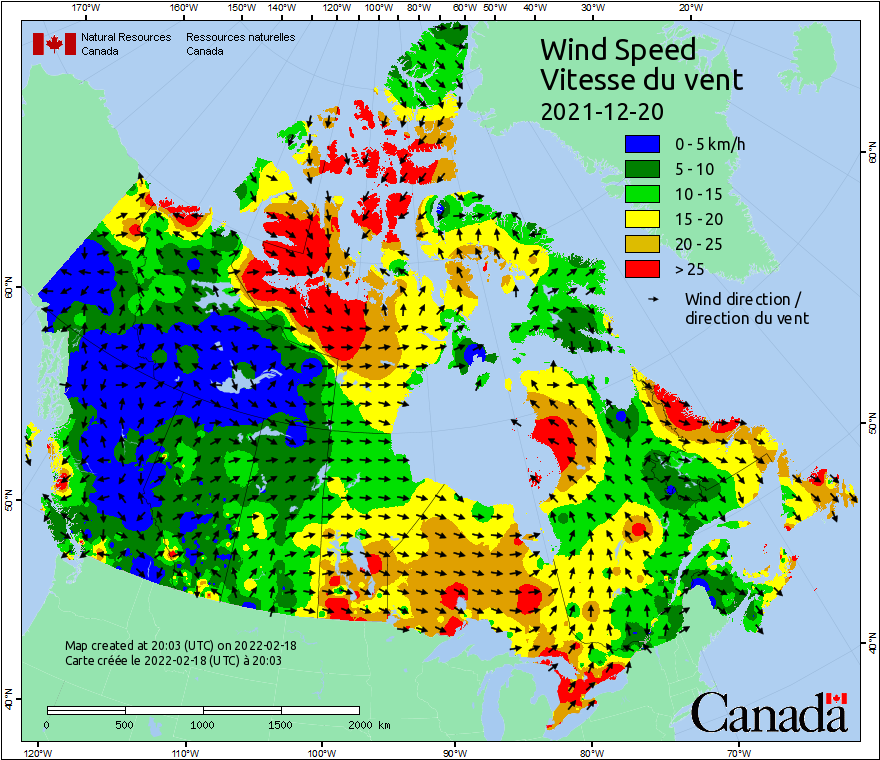 170°W 160°W 150°W 140°W 130°W 120°W 110°W 100°W 90°W 80°W 70°W 60°W 50°W 40°W 30°W 20°W
Natural Resources Ressources naturelles
Canada Canada
Wind Speed
Vitesse du vent
2021-12-20
0 - 5 km/h
5 - 10
10 - 15
15 - 20
20 - 25
> 25
Wind direction /
direction du vent
60°N 60°N
50°N 50°N
40°N 40°N
Map created at 20:03 (UTC) on 2022-02-18
Carte créée le 2022-02-18 (UTC) à 20:03
0 500 1000 1500 2000 km
Canada
120°W 110°W 100°W 90°W 80°W 70°W